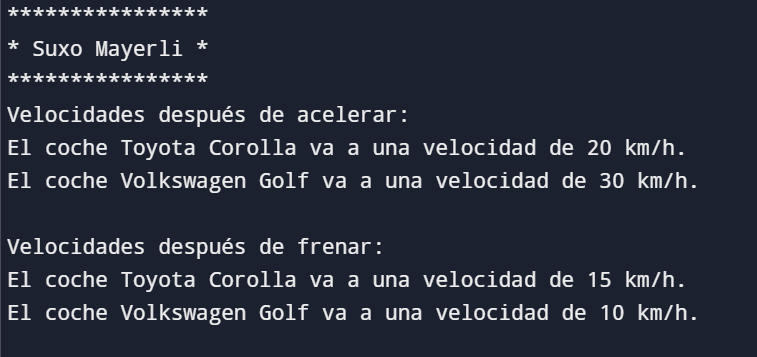 ****************
* Suxo Mayerli *
****************
Velocidades después de acelerar:
El coche Toyota Corolla va a una velocidad de 20 km/h.
El coche Volkswagen Golf va a una velocidad de 30 km/h.

Velocidades después de frenar:
El coche Toyota Corolla va a una velocidad de 15 km/h.
El coche Volkswagen Golf va a una velocidad de 10 km/h.